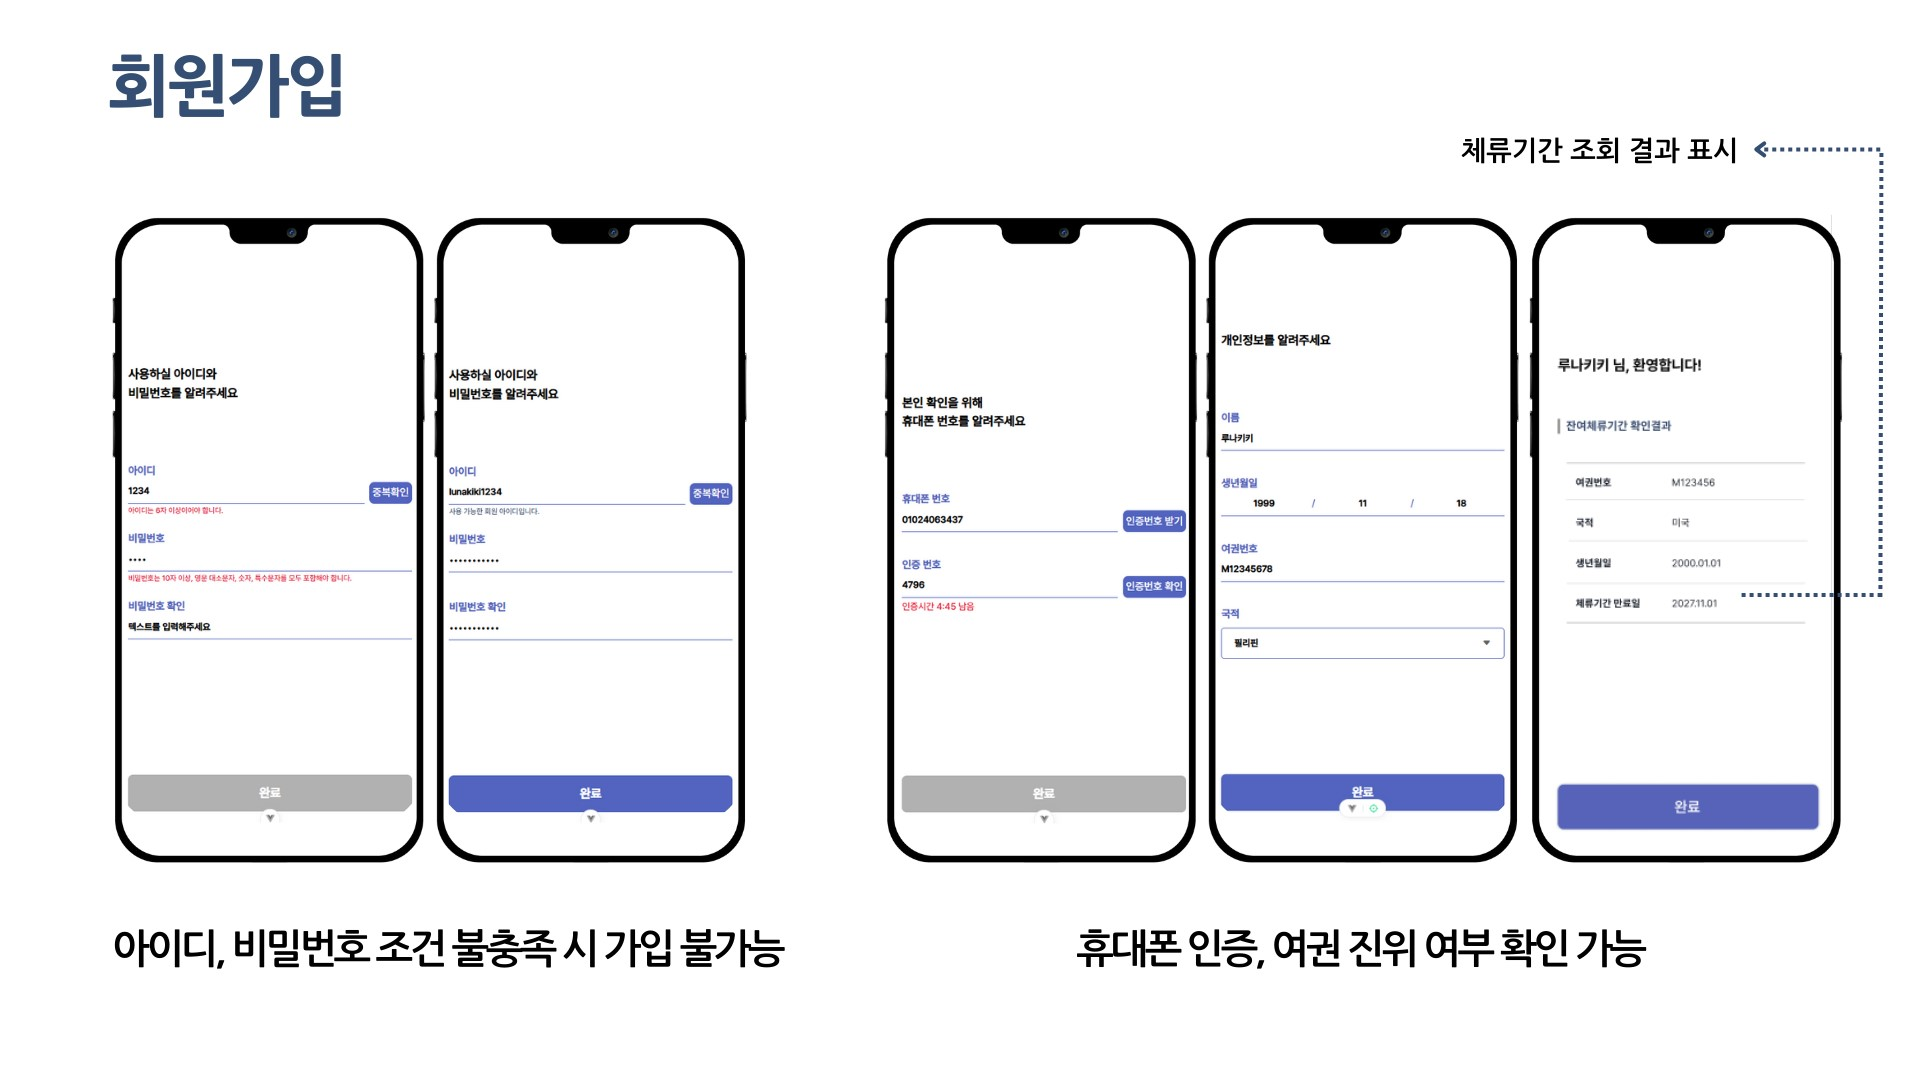 회원가입
체류기간 조회 결과 표시
사용하실 아이디와
비밀번호를 알려주세요
아이디
1234
중복확인
아이디는 6자 이상이어야 합니다.
비밀번호
••••
비밀번호는 10자 이상, 영문 대소문자, 숫자, 특수문자를 모두 포함해야 합니다.
비밀번호 확인
텍스트를 입력해주세요
완료
사용하실 아이디와
비밀번호를 알려주세요
아이디
lunakiki1234
중복확인
사용 가능한 회원 아이디입니다.
비밀번호
•••••••••••
비밀번호 확인
•••••••••••
완료
본인 확인을 위해
휴대폰 번호를 알려주세요
휴대폰 번호
01024063437
인증번호 받기
인증 번호
4796
인증번호 확인
인증시간 4:45 남음
완료
개인정보를 알려주세요
이름
루나키키
생년월일
1999 / 11 / 18
여권번호
M12345678
국적
필리핀
완료
루나키키 님, 환영합니다!
잔여체류기간 확인결과
여권번호 M123456
국적 미국
생년월일 2000.01.01
체류기간 만료일 2027.11.01
완료
아이디, 비밀번호 조건 불충족 시 가입 불가능
휴대폰 인증, 여권 진위 여부 확인 가능